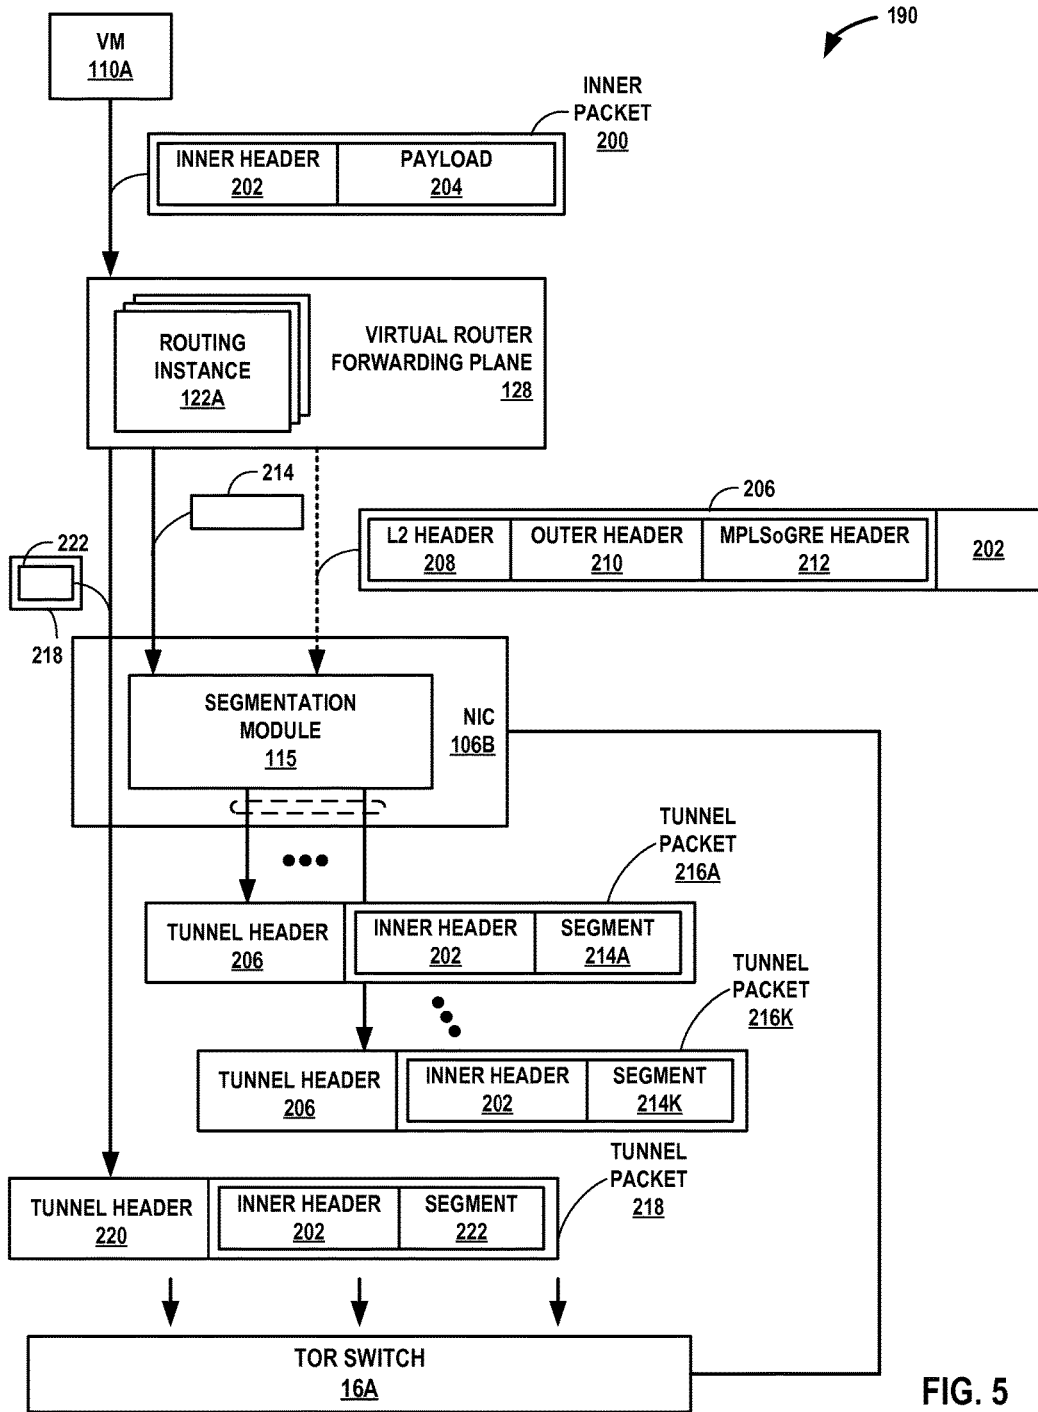 190
VM
110A
INNER
PACKET
200
INNER HEADER
202
PAYLOAD
204
ROUTING
INSTANCE
122A
VIRTUAL ROUTER
FORWARDING PLANE
128
214
206
L2 HEADER
208
OUTER HEADER
210
MPLSoGRE HEADER
212
202
222
218
SEGMENTATION
MODULE
115
NIC
106B
TUNNEL
PACKET
216A
TUNNEL HEADER
206
INNER HEADER
202
SEGMENT
214A
TUNNEL
PACKET
216K
TUNNEL HEADER
206
INNER HEADER
202
SEGMENT
214K
TUNNEL
PACKET
218
TUNNEL HEADER
220
INNER HEADER
202
SEGMENT
222
TOR SWITCH
16A
FIG. 5